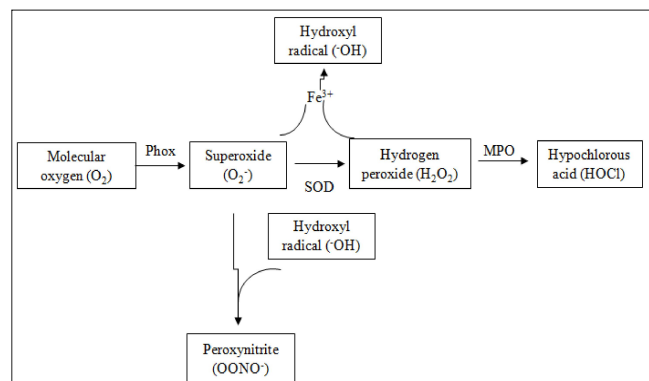 Hydroxyl
radical (⁻OH)
Fe³⁺
Molecular
oxygen (O₂)
Phox
Superoxide
(O₂⁻)
SOD
Hydrogen
peroxide (H₂O₂)
MPO
Hypochlorous
acid (HOCl)
Hydroxyl
radical (⁻OH)
Peroxynitrite
(OONO⁻)